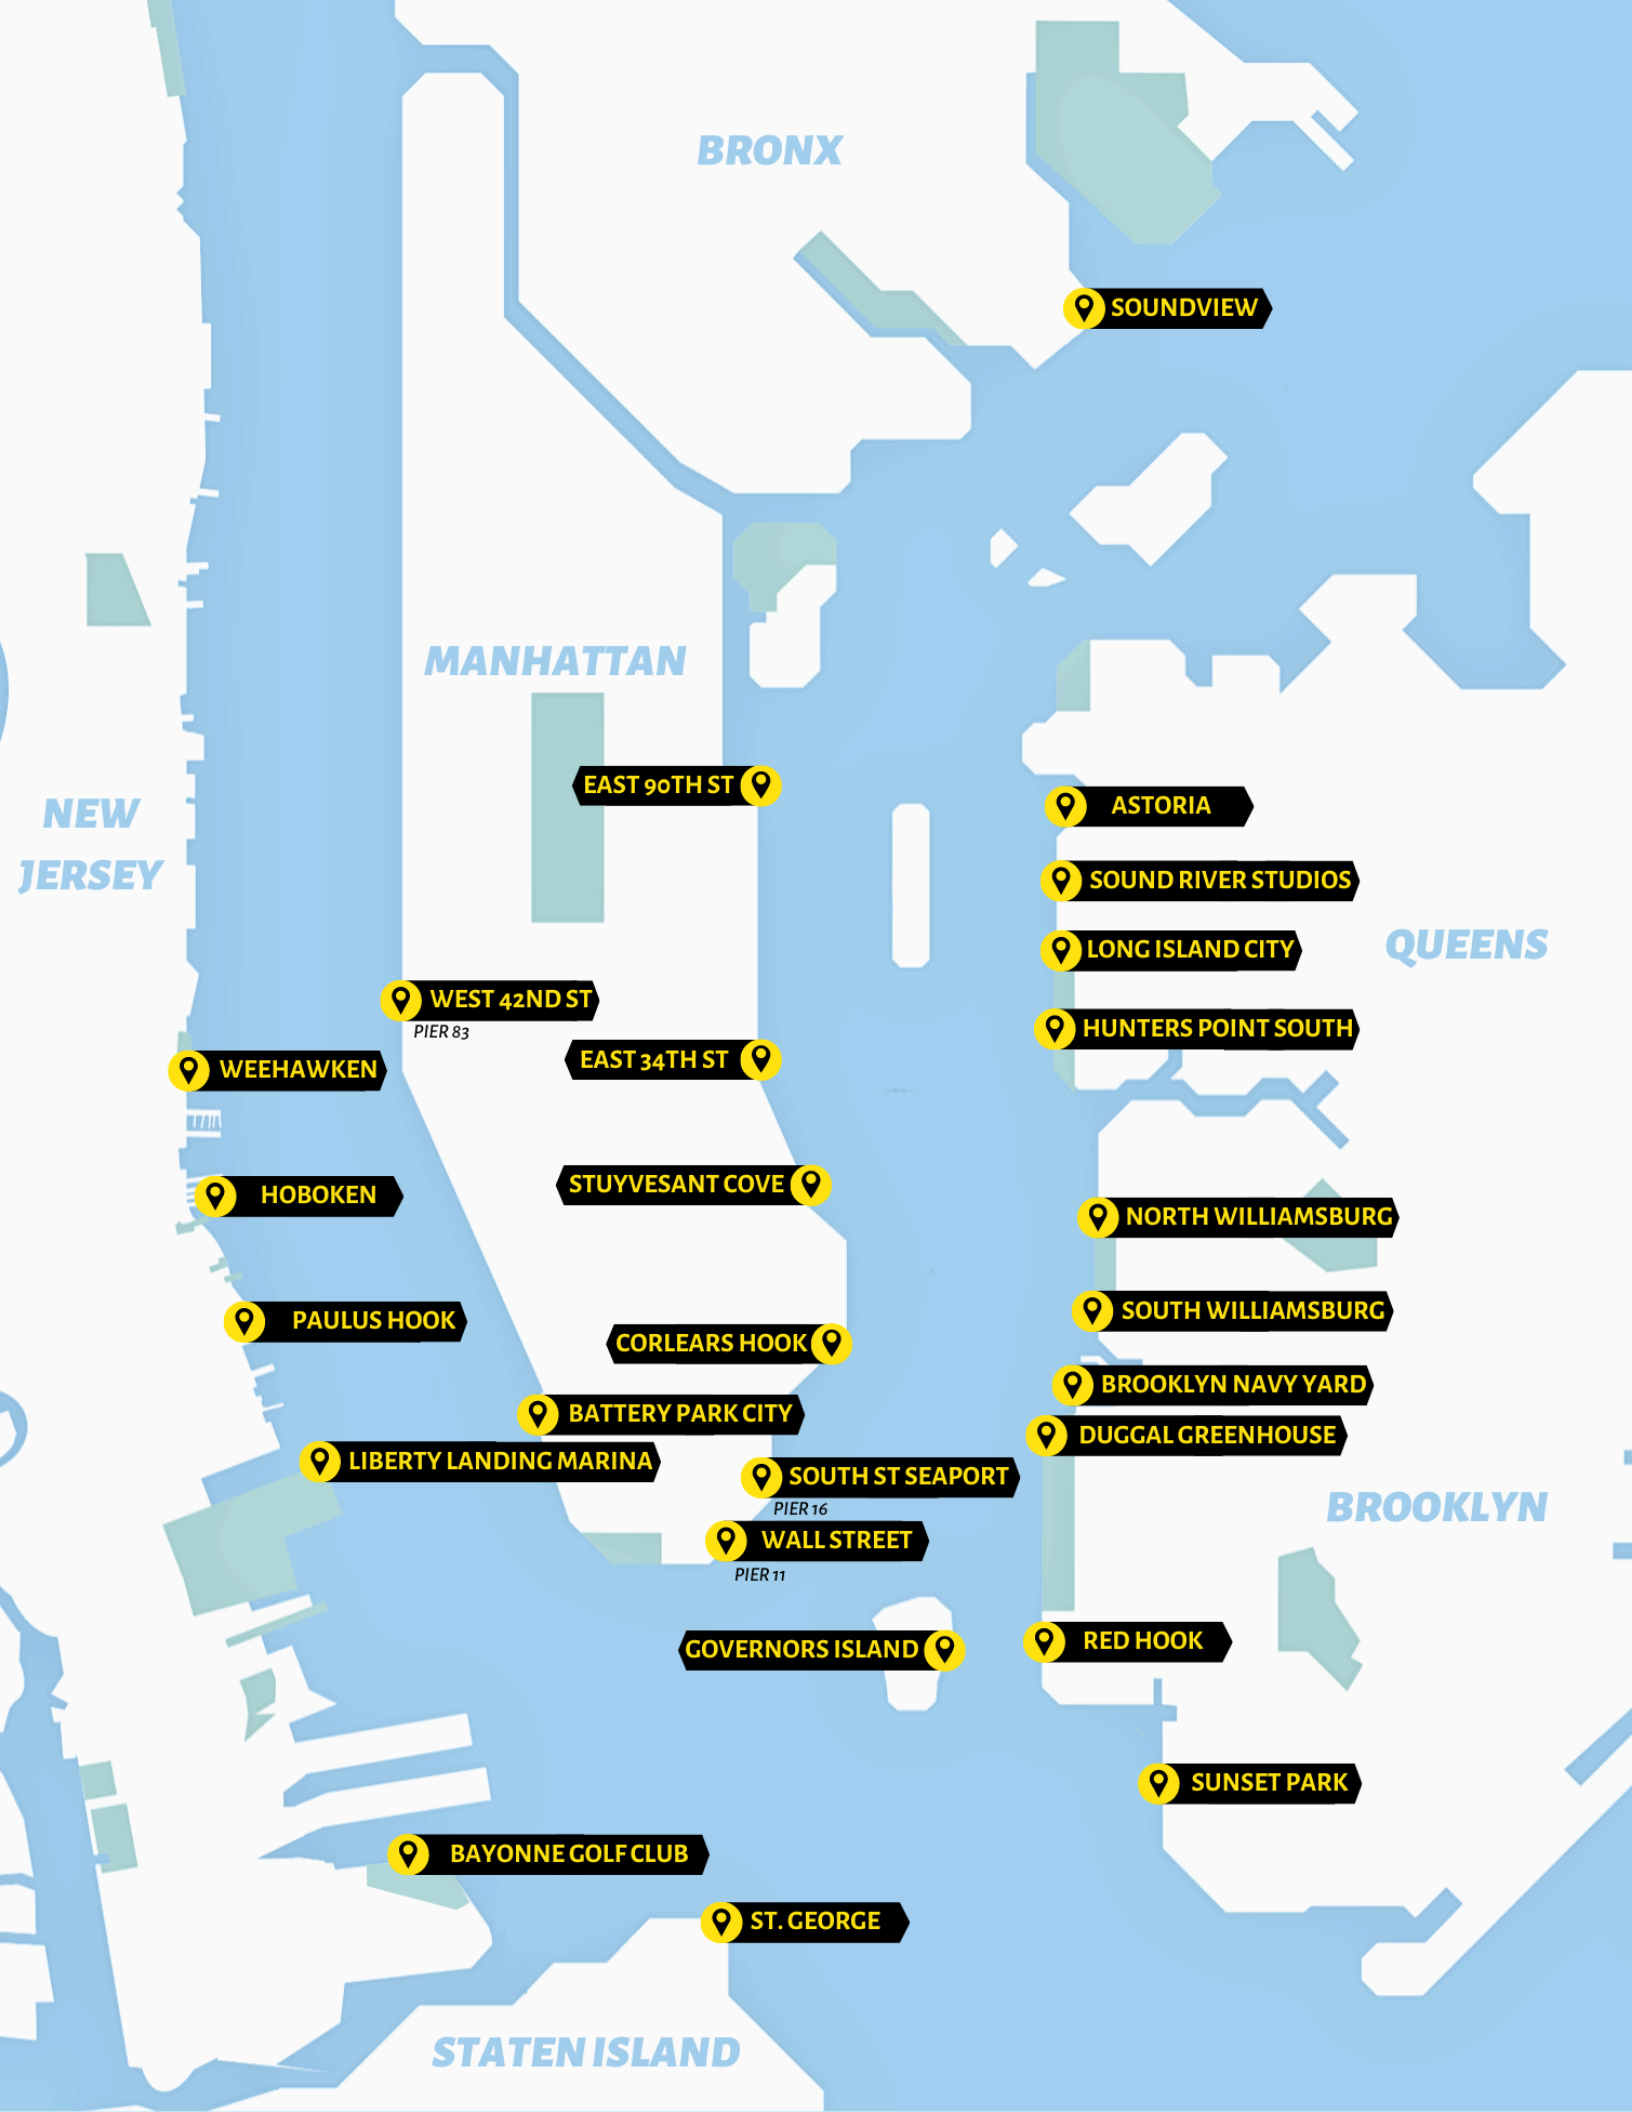 BRONX
SOUNDVIEW
MANHATTAN
EAST 90TH ST
NEW
JERSEY
ASTORIA
SOUND RIVER STUDIOS
LONG ISLAND CITY
QUEENS
WEST 42ND ST
PIER 83
HUNTERS POINT SOUTH
EAST 34TH ST
WEEHAWKEN
STUYVESANT COVE
HOBOKEN
NORTH WILLIAMSBURG
SOUTH WILLIAMSBURG
PAULUS HOOK
CORLEARS HOOK
BROOKLYN NAVY YARD
BATTERY PARK CITY
DUGGAL GREENHOUSE
LIBERTY LANDING MARINA
SOUTH ST SEAPORT
PIER 16
BROOKLYN
WALL STREET
PIER 11
RED HOOK
GOVERNORS ISLAND
SUNSET PARK
BAYONNE GOLF CLUB
ST. GEORGE
STATEN ISLAND